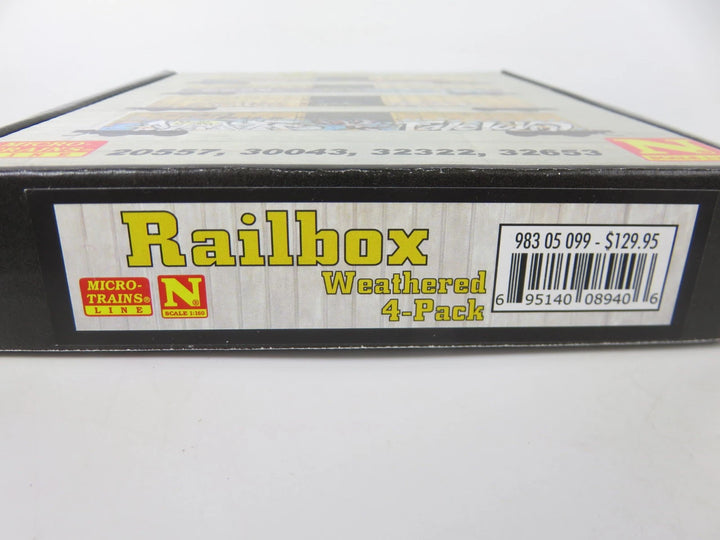 20557, 30043, 32322, 32653
N
Railbox
Weathered
4-Pack
MICRO-
TRAINS®
LINE
N®
SCALE 1:160
983 05 099 - $129.95
6 95140 08940 6